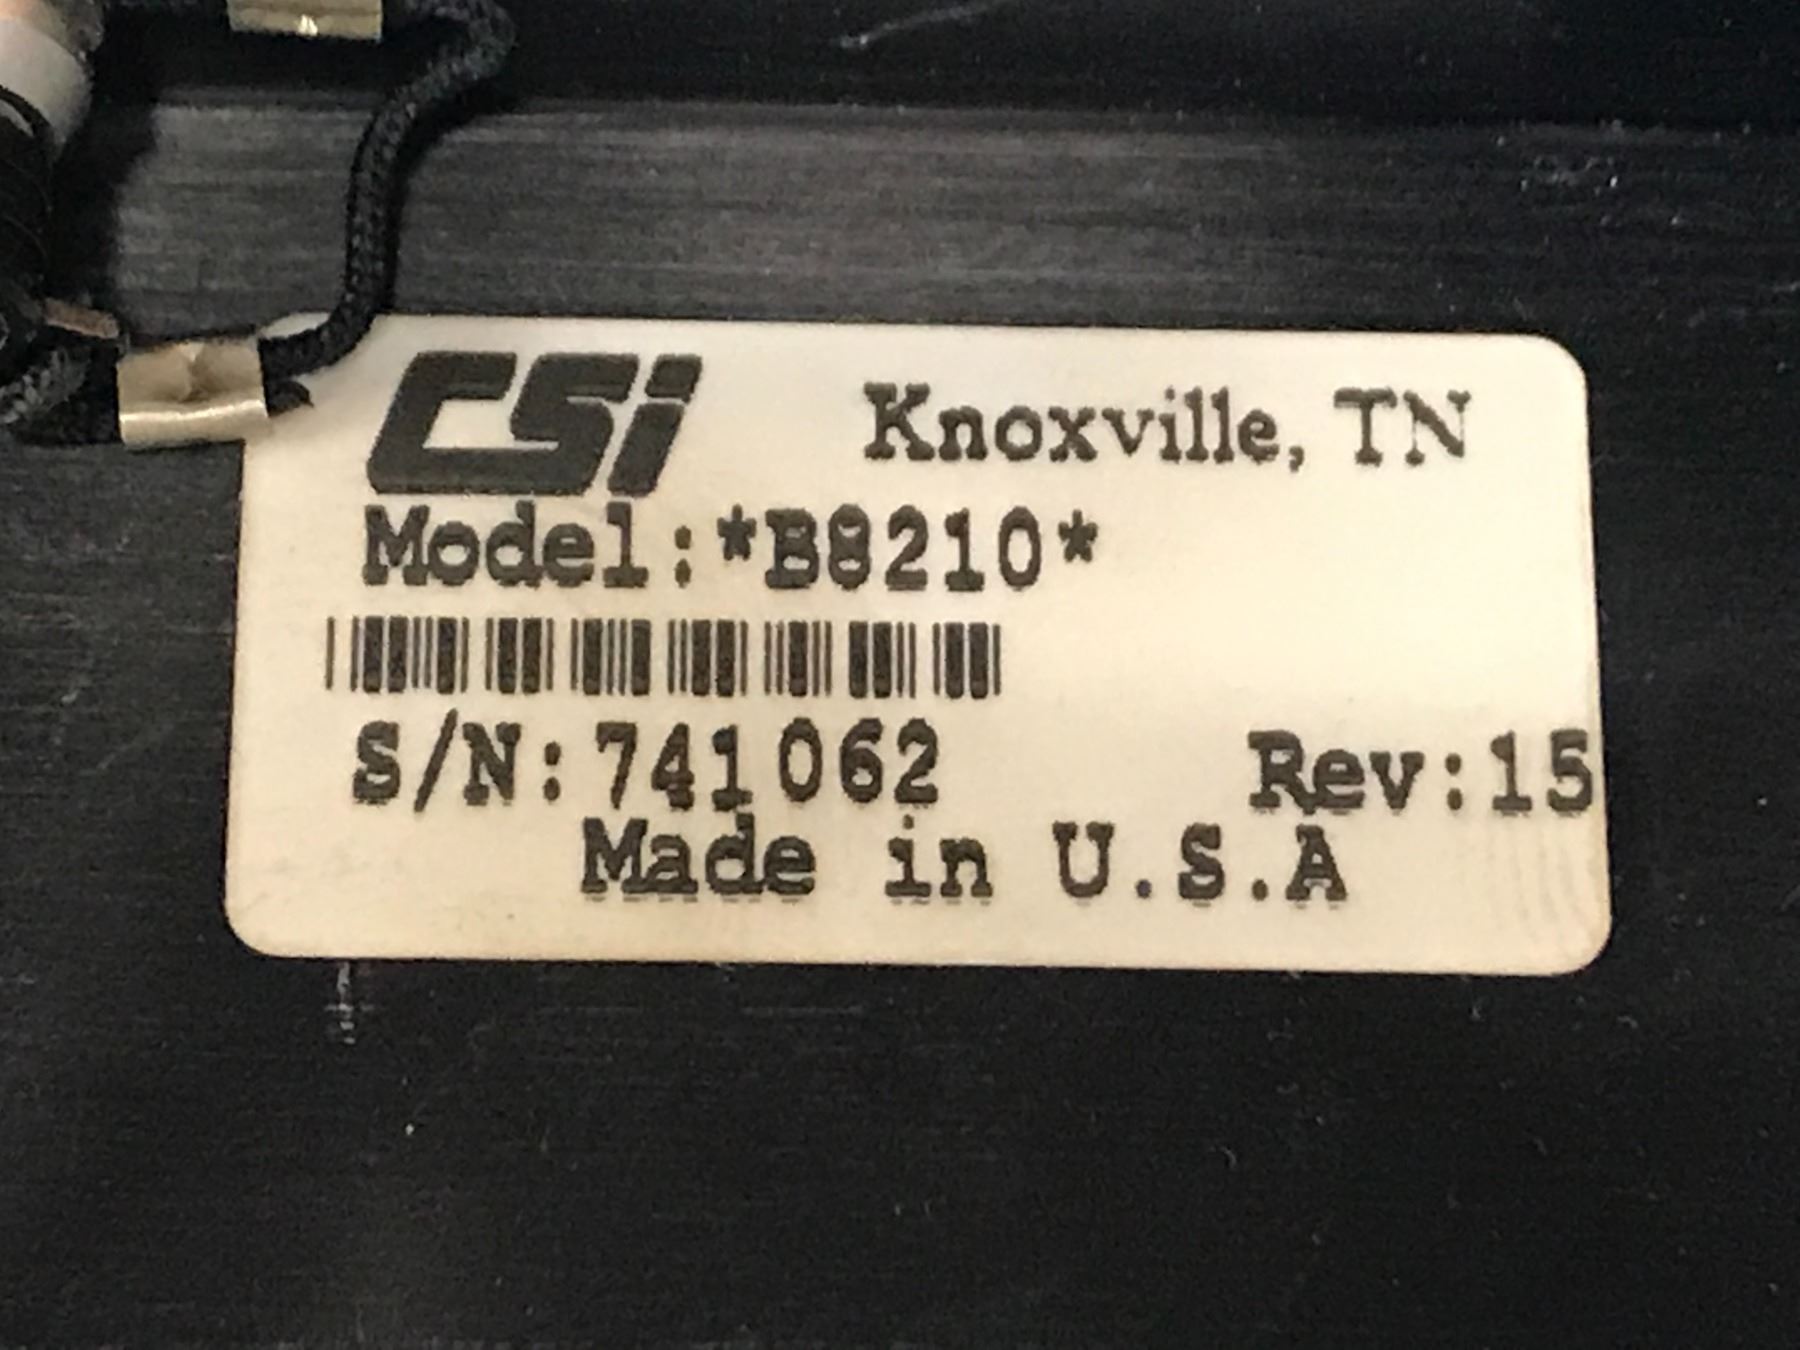 CSi Knoxville, TN
Model:*B8210*
S/N:741062 Rev:15
Made in U.S.A